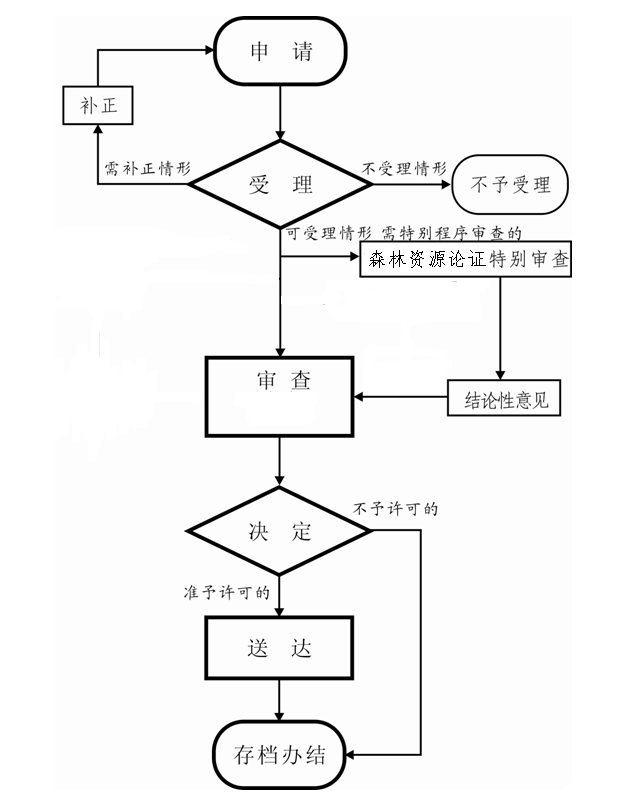 申 请
补正
需补正情形
不受理情形
受 理
不予受理
可受理情形 需特别程序审查的
森林资源论证特别审查
审 查
结论性意见
不予许可的
决 定
准予许可的
送 达
存档办结